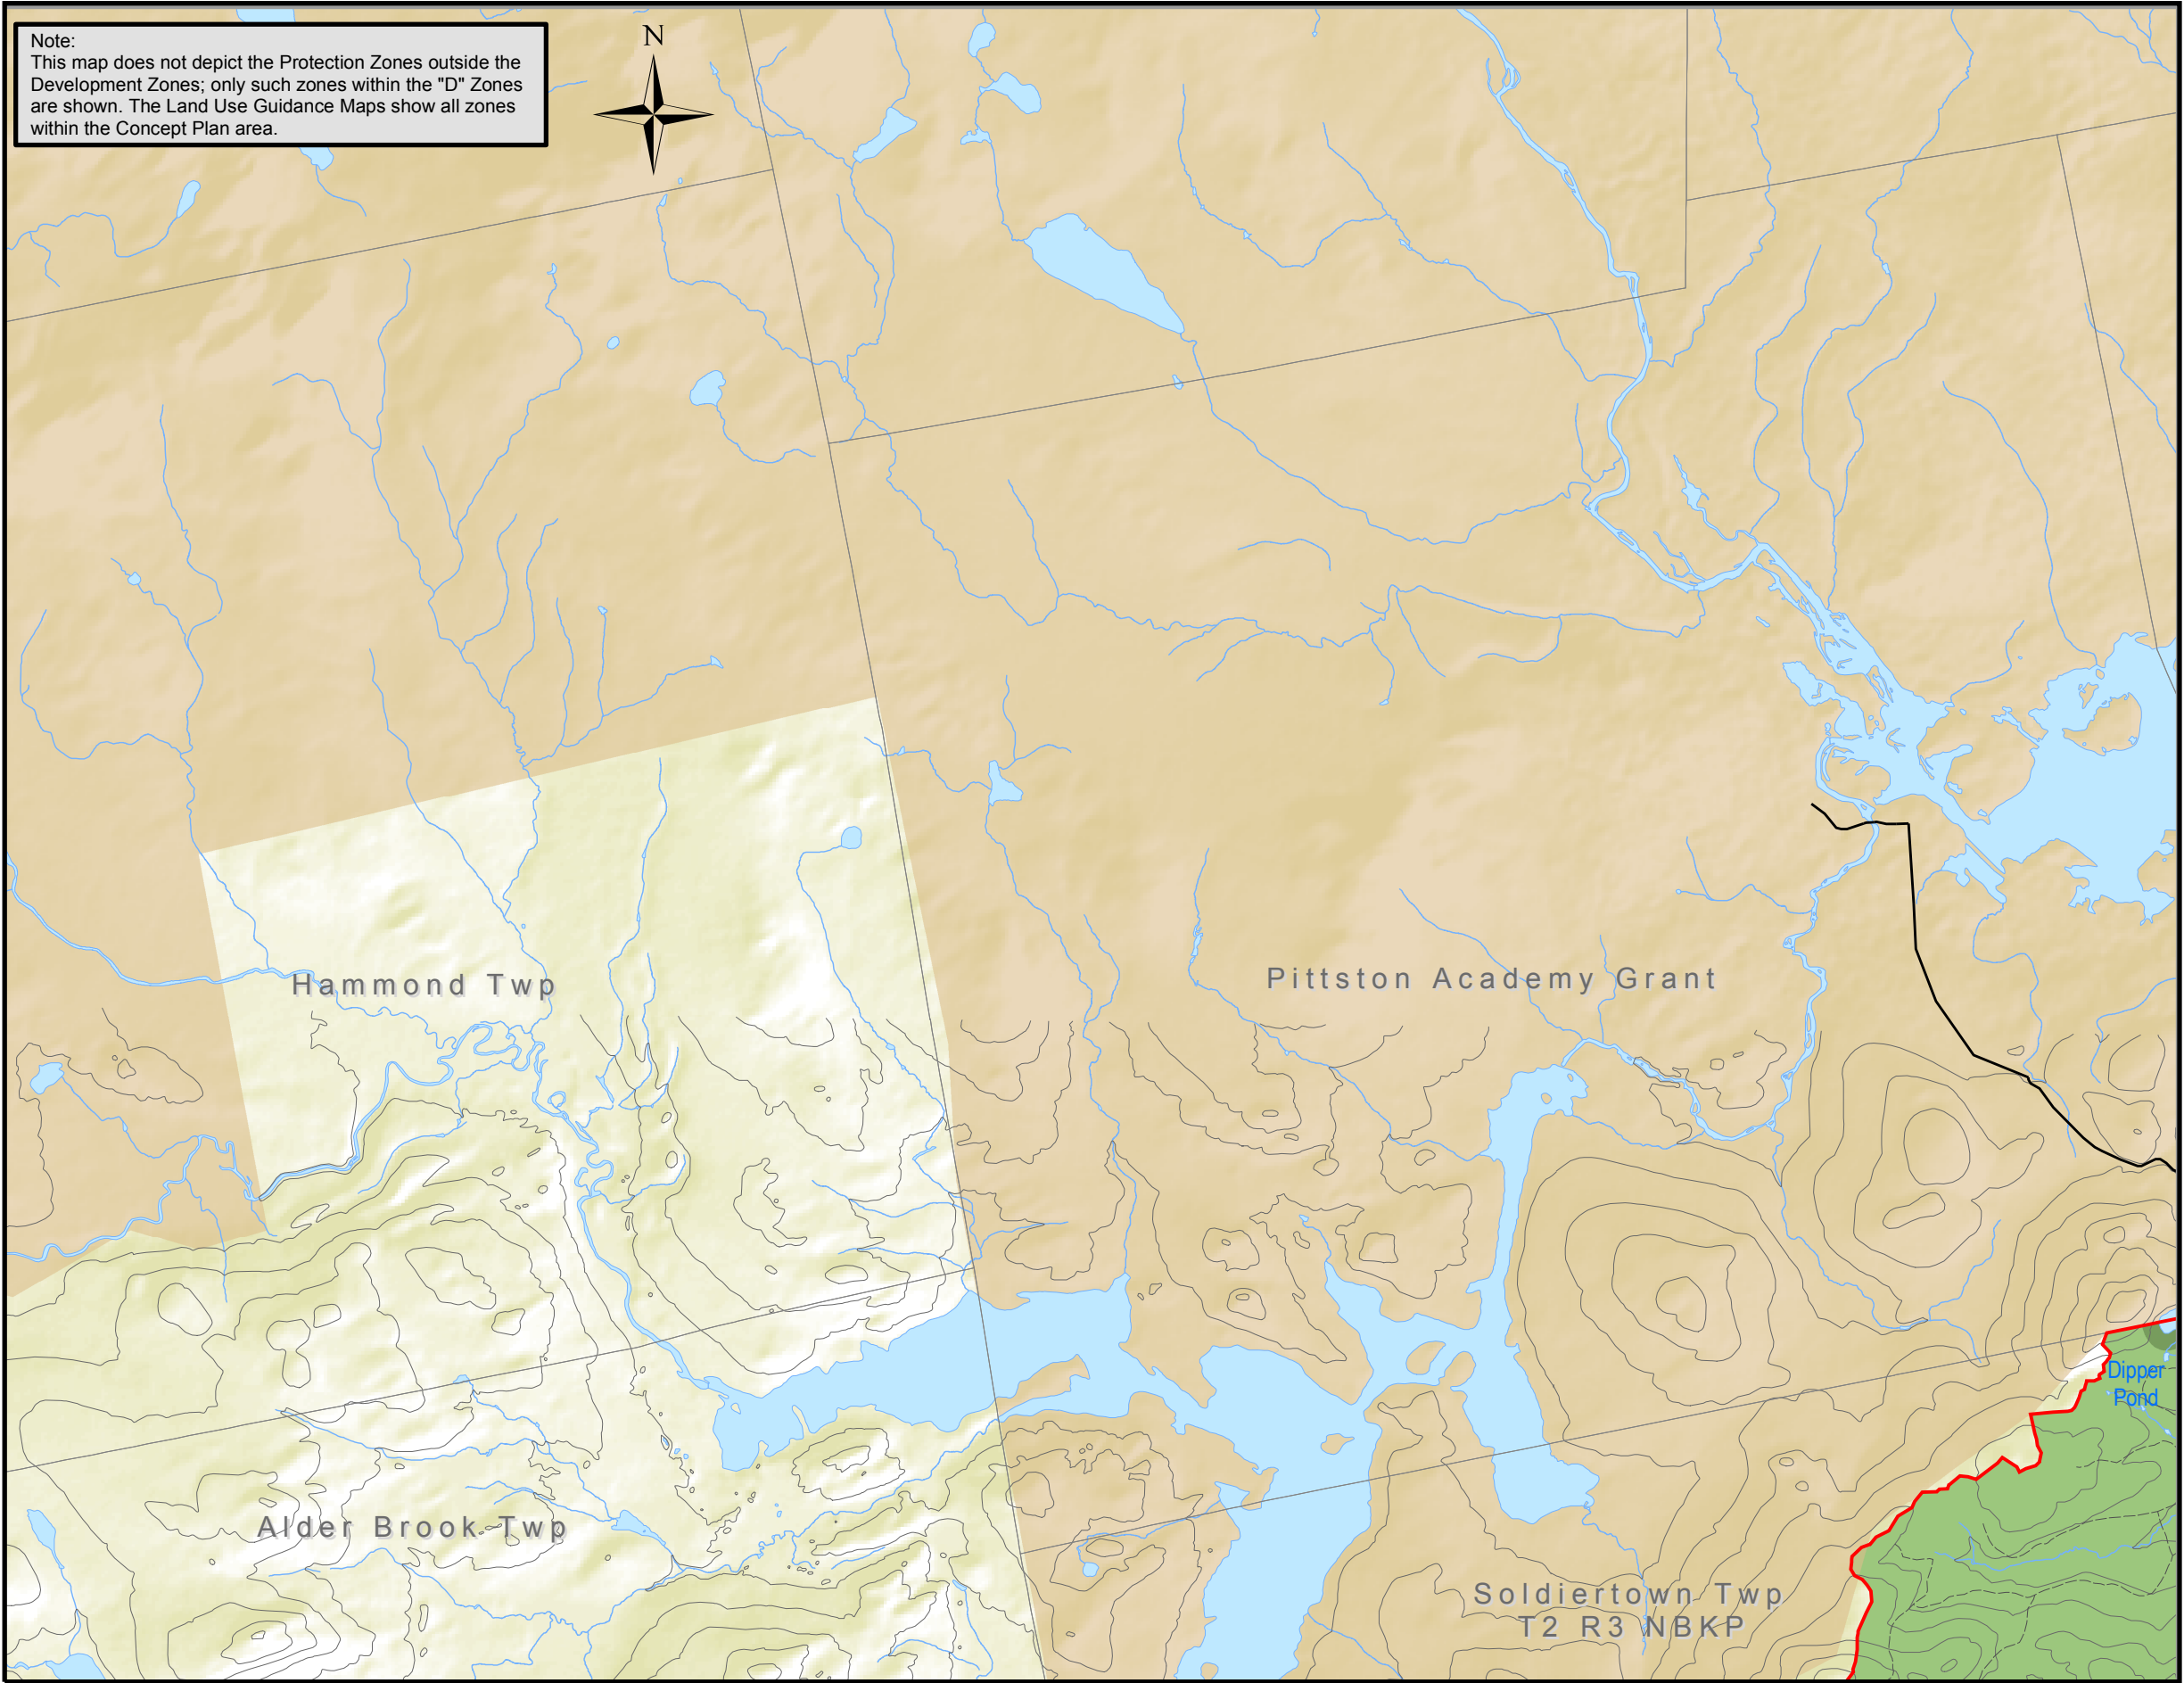 Note:
This map does not depict the Protection Zones outside the
Development Zones; only such zones within the "D" Zones
are shown. The Land Use Guidance Maps show all zones
within the Concept Plan area.
N
Hammond Twp
Pittston Academy Grant
Dipper
Pond
Alder Brook Twp
Soldiertown Twp
T2 R3 NBKP